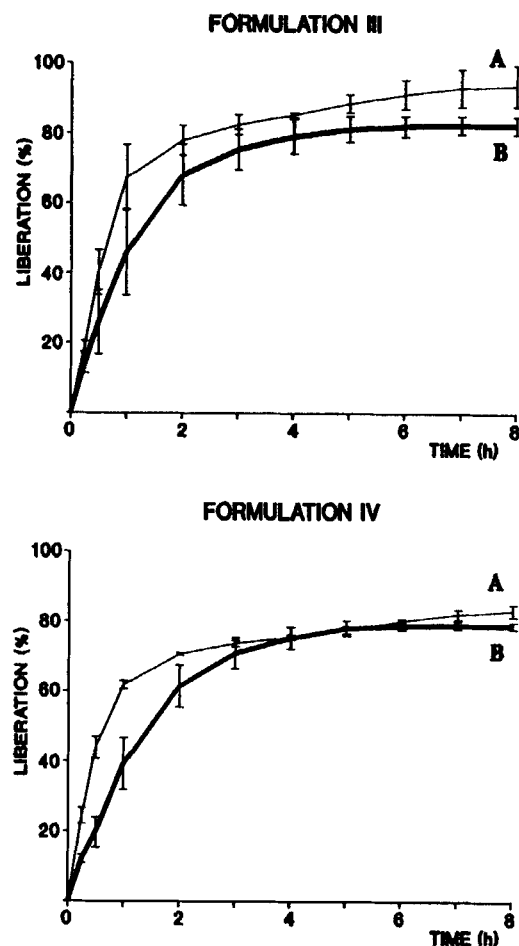 FORMULATION III
100
80
60
40
20
LIBERATION (%)
A
B
0 2 4 6 8
TIME (h)
FORMULATION IV
100
80
60
40
20
LIBERATION (%)
A
B
0 2 4 6 8
TIME (h)